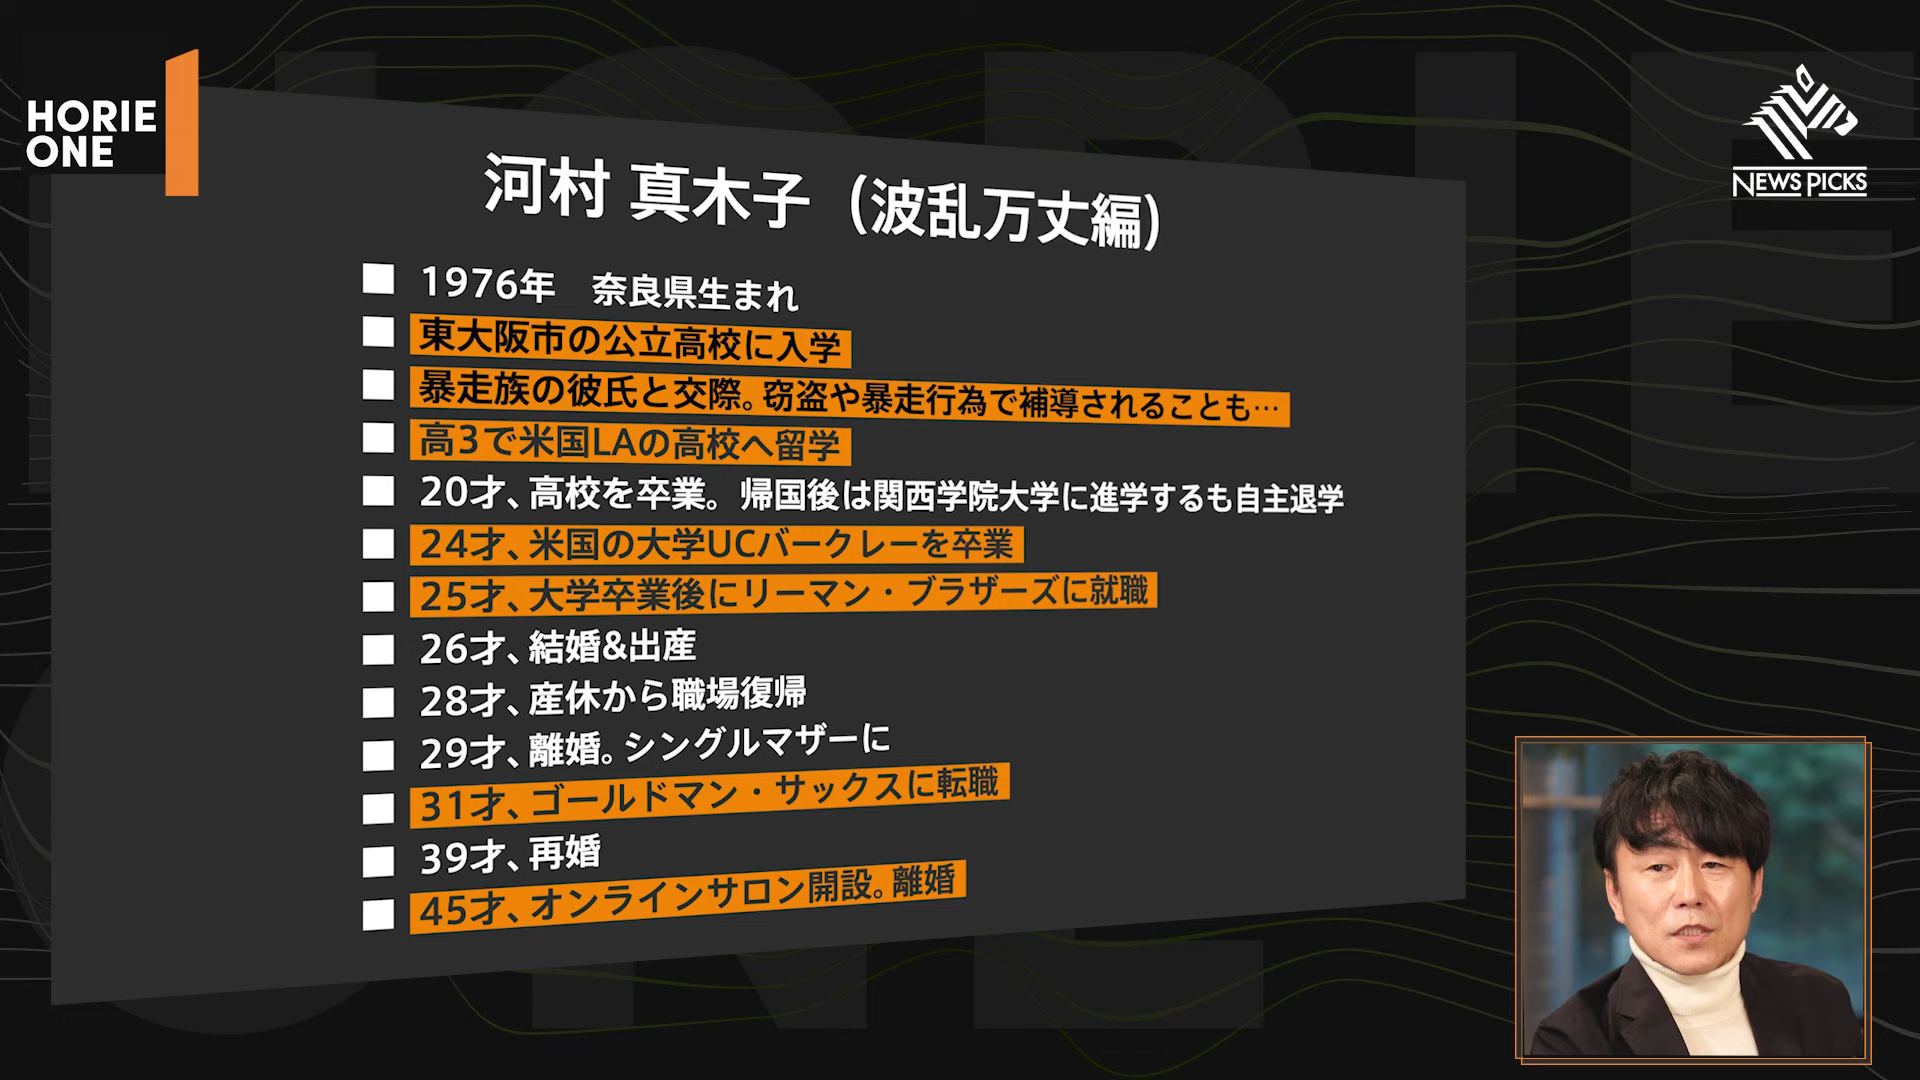 HORIE
ONE
NEWSPICKS
河村 真木子（波乱万丈編）
1976年　奈良県生まれ
東大阪市の公立高校に入学
暴走族の彼氏と交際。窃盗や暴走行為で補導されることも…
高3で米国LAの高校へ留学
20才、高校を卒業。帰国後は関西学院大学に進学するも自主退学
24才、米国の大学UCバークレーを卒業
25才、大学卒業後にリーマン・ブラザーズに就職
26才、結婚&出産
28才、産休から職場復帰
29才、離婚。シングルマザーに
31才、ゴールドマン・サックスに転職
39才、再婚
45才、オンラインサロン開設。離婚